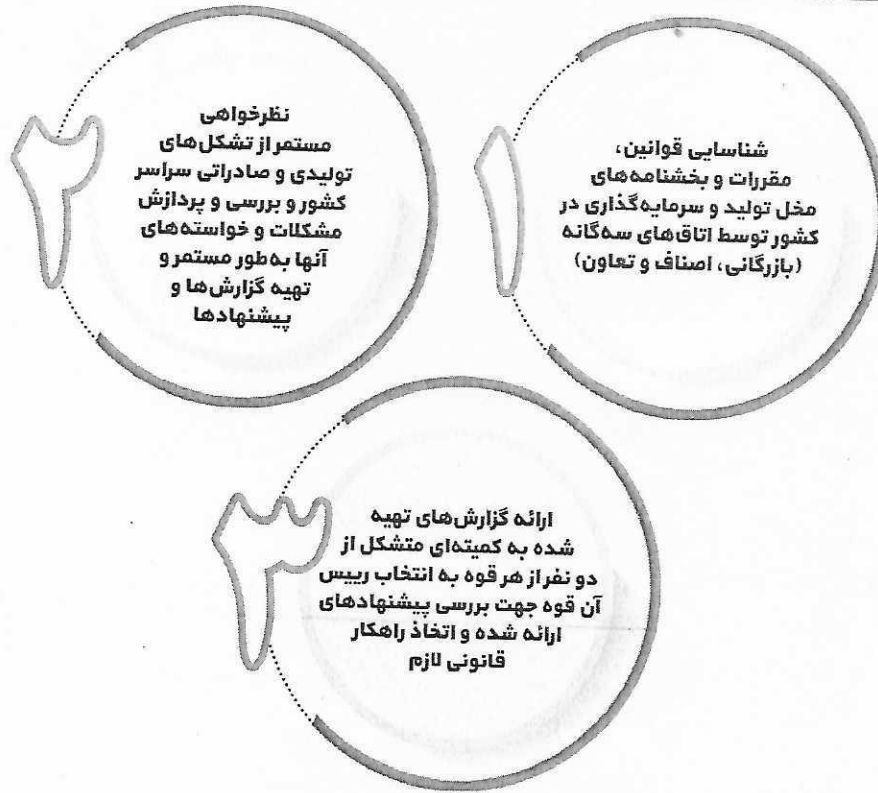 ۱
شناسایی قوانین،
مقررات و بخشنامه‌های
مخل تولید و سرمایه‌گذاری در
کشور توسط اتاق‌های سه‌گانه
(بازرگانی، اصناف و تعاون)
۲
نظرخواهی
مستمر از تشکل‌های
تولیدی و صادراتی سراسر
کشور و بررسی و پردازش
مشکلات و خواسته‌های
آنها به‌طور مستمر و
تهیه گزارش‌ها و
پیشنهادها
۳
ارائه گزارش‌های تهیه
شده به کمیته‌ای متشکل از
دو نفر از هر قوه به انتخاب رییس
آن قوه جهت بررسی پیشنهادهای
ارائه شده و اتخاذ راهکار
قانونی لازم